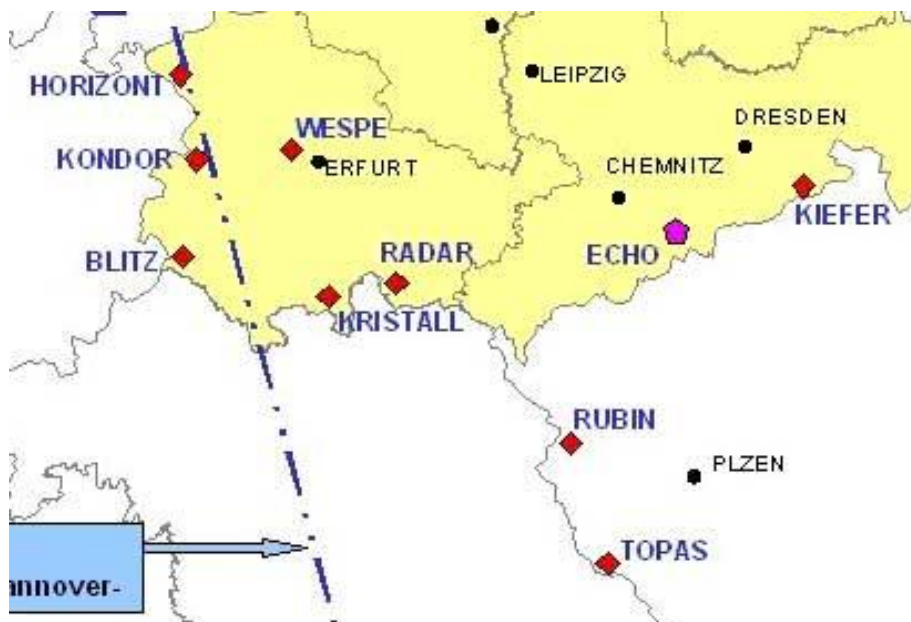 LEIPZIG
HORIZONT
DRESDEN
WESPE
KONDOR
ERFURT
CHEMNITZ
KIEFER
BLITZ
RADAR
ECHO
KRISTALL
RUBIN
PLZEN
TOPAS
annover-